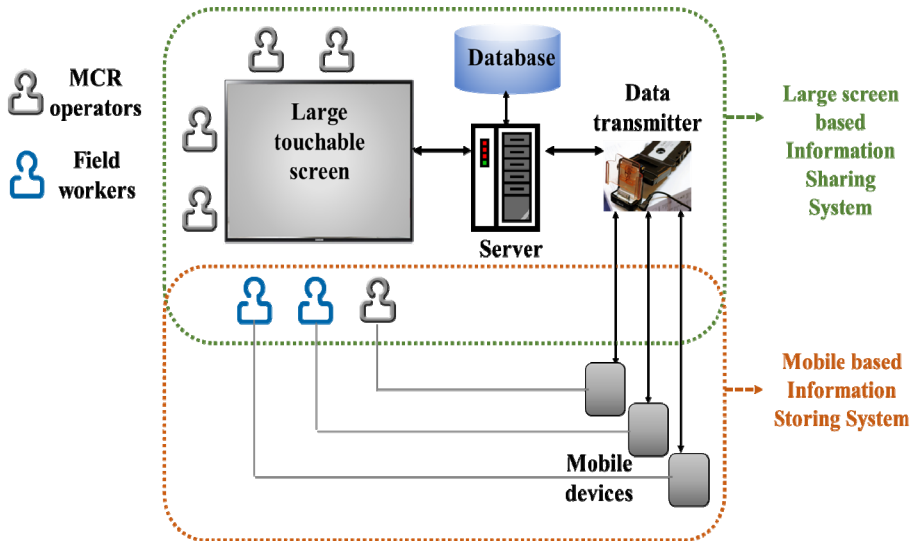 MCR
operators
Field
workers
Large
touchable
screen
Database
Server
Data
transmitter
Large screen
based
Information
Sharing
System
Mobile
devices
Mobile based
Information
Storing System